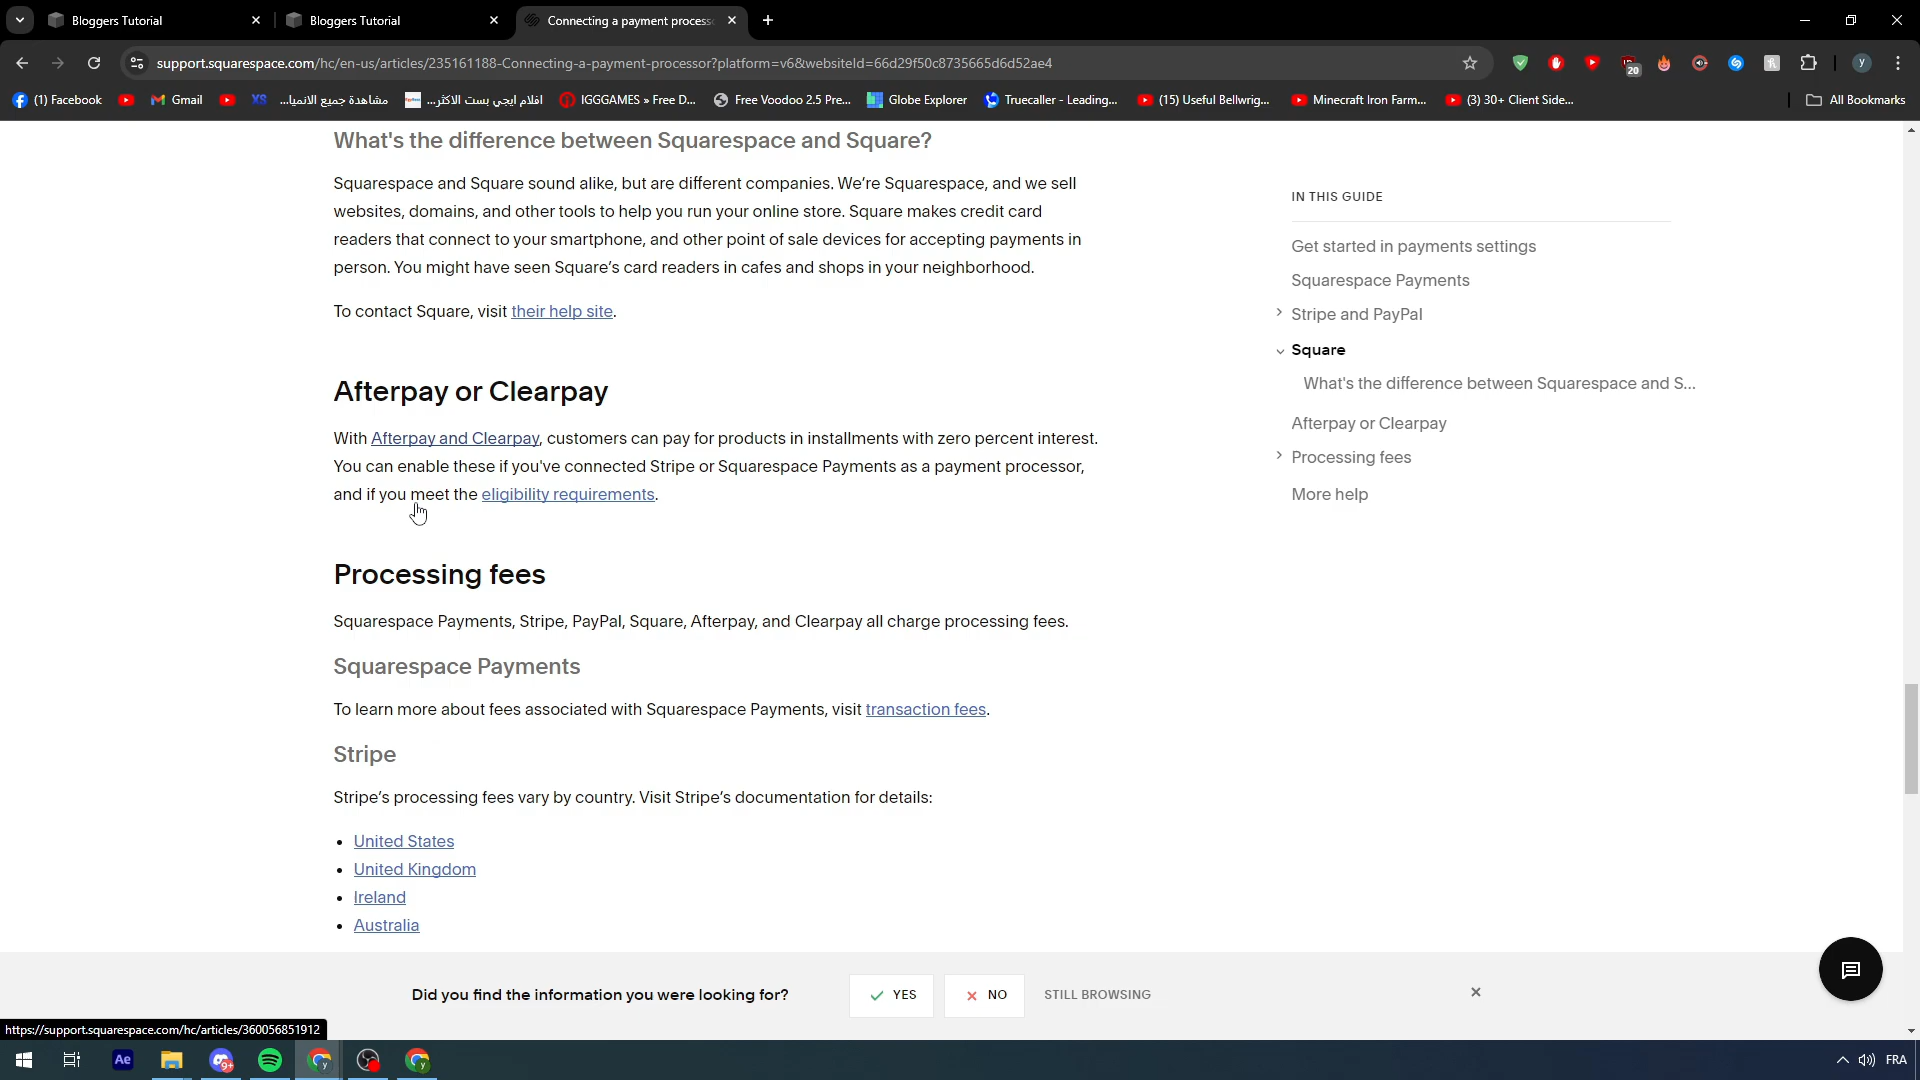 Bloggers Tutorial
Bloggers Tutorial
Connecting a payment process
support.squarespace.com/hc/en-us/articles/235161188-Connecting-a-payment-processor?platform=v6&websiteId=66d29f50c8735665d6d52ae4
20
y
(1) Facebook
Gmail
XS
مشاهدة جميع الانميا...
افلام ايجي بست الاكثر...
IGGGAMES » Free D...
Free Voodoo 2.5 Pre...
Globe Explorer
Truecaller - Leading...
(15) Useful Bellwrig...
Minecraft Iron Farm...
(3) 30+ Client Side...
All Bookmarks
What's the difference between Squarespace and Square?
Squarespace and Square sound alike, but are different companies. We're Squarespace, and we sell
websites, domains, and other tools to help you run your online store. Square makes credit card
readers that connect to your smartphone, and other point of sale devices for accepting payments in
person. You might have seen Square's card readers in cafes and shops in your neighborhood.
To contact Square, visit their help site.
Afterpay or Clearpay
With Afterpay and Clearpay, customers can pay for products in installments with zero percent interest.
You can enable these if you've connected Stripe or Squarespace Payments as a payment processor,
and if you meet the eligibility requirements.
Processing fees
Squarespace Payments, Stripe, PayPal, Square, Afterpay, and Clearpay all charge processing fees.
Squarespace Payments
To learn more about fees associated with Squarespace Payments, visit transaction fees.
Stripe
Stripe's processing fees vary by country. Visit Stripe's documentation for details:
• United States
• United Kingdom
• Ireland
• Australia
IN THIS GUIDE
Get started in payments settings
Squarespace Payments
Stripe and PayPal
Square
What's the difference between Squarespace and S...
Afterpay or Clearpay
Processing fees
More help
Did you find the information you were looking for?
YES
NO
STILL BROWSING
https://support.squarespace.com/hc/articles/360056851912
Ae
9+
y
y
FRA